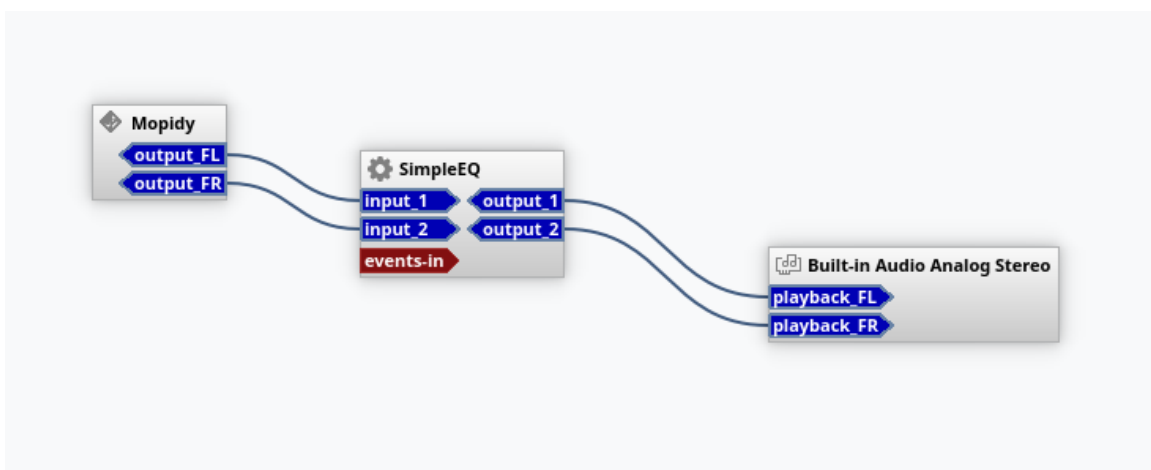 Mopidy
output_FL
output_FR
SimpleEQ
input_1 output_1
input_2 output_2
events-in
Built-in Audio Analog Stereo
playback_FL
playback_FR